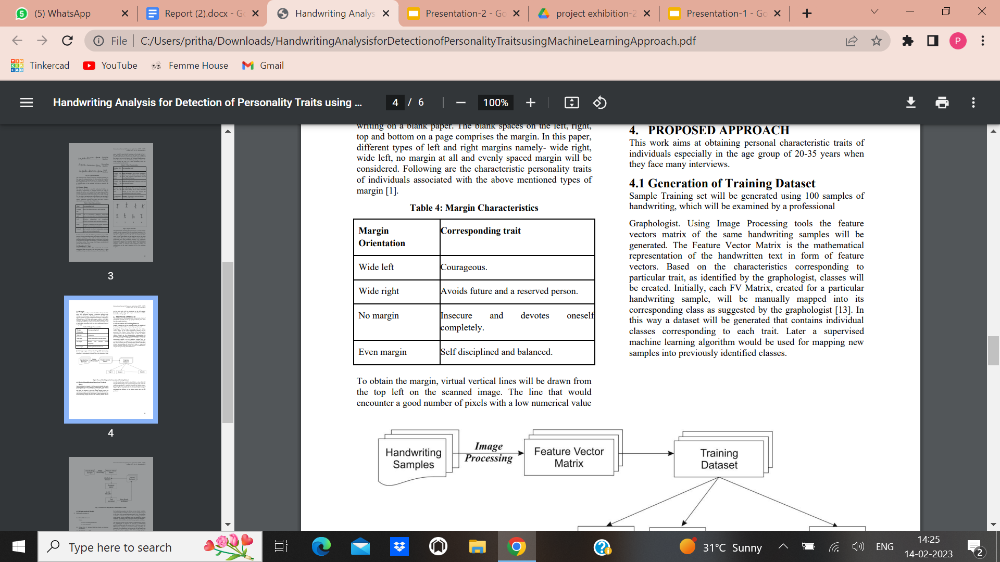 (5) WhatsApp
Report (2).docx - Go
Handwriting Analys
Presentation-2 - Go
project exhibition-2
Presentation-1 - Go
File
C:/Users/pritha/Downloads/HandwritingAnalysisforDetectionofPersonalityTraitsusingMachineLearningApproach.pdf
P
Tinkercad
YouTube
Femme House
Gmail
Handwriting Analysis for Detection of Personality Traits using ...
4 / 6
100%
3
4
writing on a blank paper. The blank spaces on the left, right,
top and bottom on a page comprises the margin. In this paper,
different types of left and right margins namely- wide right,
wide left, no margin at all and evenly spaced margin will be
considered. Following are the characteristic personality traits
of individuals associated with the above mentioned types of
margin [1].
Table 4: Margin Characteristics
Margin Corresponding trait
Orientation
Wide left Courageous.
Wide right Avoids future and a reserved person.
No margin Insecure and devotes oneself
completely.
Even margin Self disciplined and balanced.
To obtain the margin, virtual vertical lines will be drawn from
the top left on the scanned image. The line that would
encounter a good number of pixels with a low numerical value
4. PROPOSED APPROACH
This work aims at obtaining personal characteristic traits of
individuals especially in the age group of 20-35 years when
they face many interviews.
4.1 Generation of Training Dataset
Sample Training set will be generated using 100 samples of
handwriting, which will be examined by a professional
Graphologist. Using Image Processing tools the feature
vectors matrix of the same handwriting samples will be
generated. The Feature Vector Matrix is the mathematical
representation of the handwritten text in form of feature
vectors. Based on the characteristics corresponding to
particular trait, as identified by the graphologist, classes will
be created. Initially, each FV Matrix, created for a particular
handwriting sample, will be manually mapped into its
corresponding class as suggested by the graphologist [13]. In
this way a dataset will be generated that contains individual
classes corresponding to each trait. Later a supervised
machine learning algorithm would be used for mapping new
samples into previously identified classes.
Handwriting
Samples
Image
Processing
Feature Vector
Matrix
Training
Dataset
Type here to search
31°C Sunny
ENG
14:25
14-02-2023
2